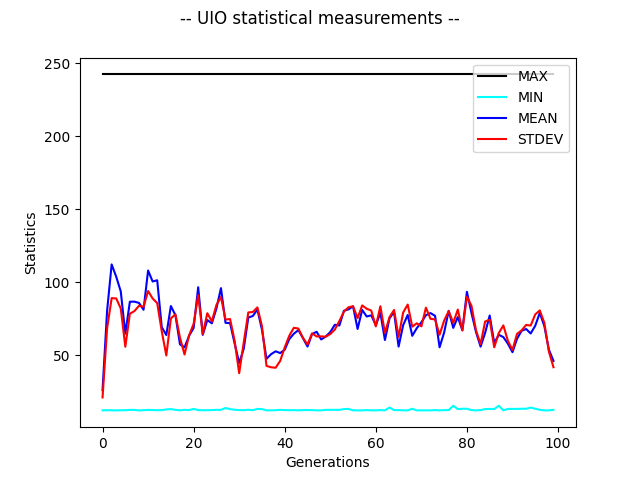 -- UIO statistical measurements --
250
200
150
100
50
Statistics
MAX
MIN
MEAN
STDEV
0 20 40 60 80 100
Generations